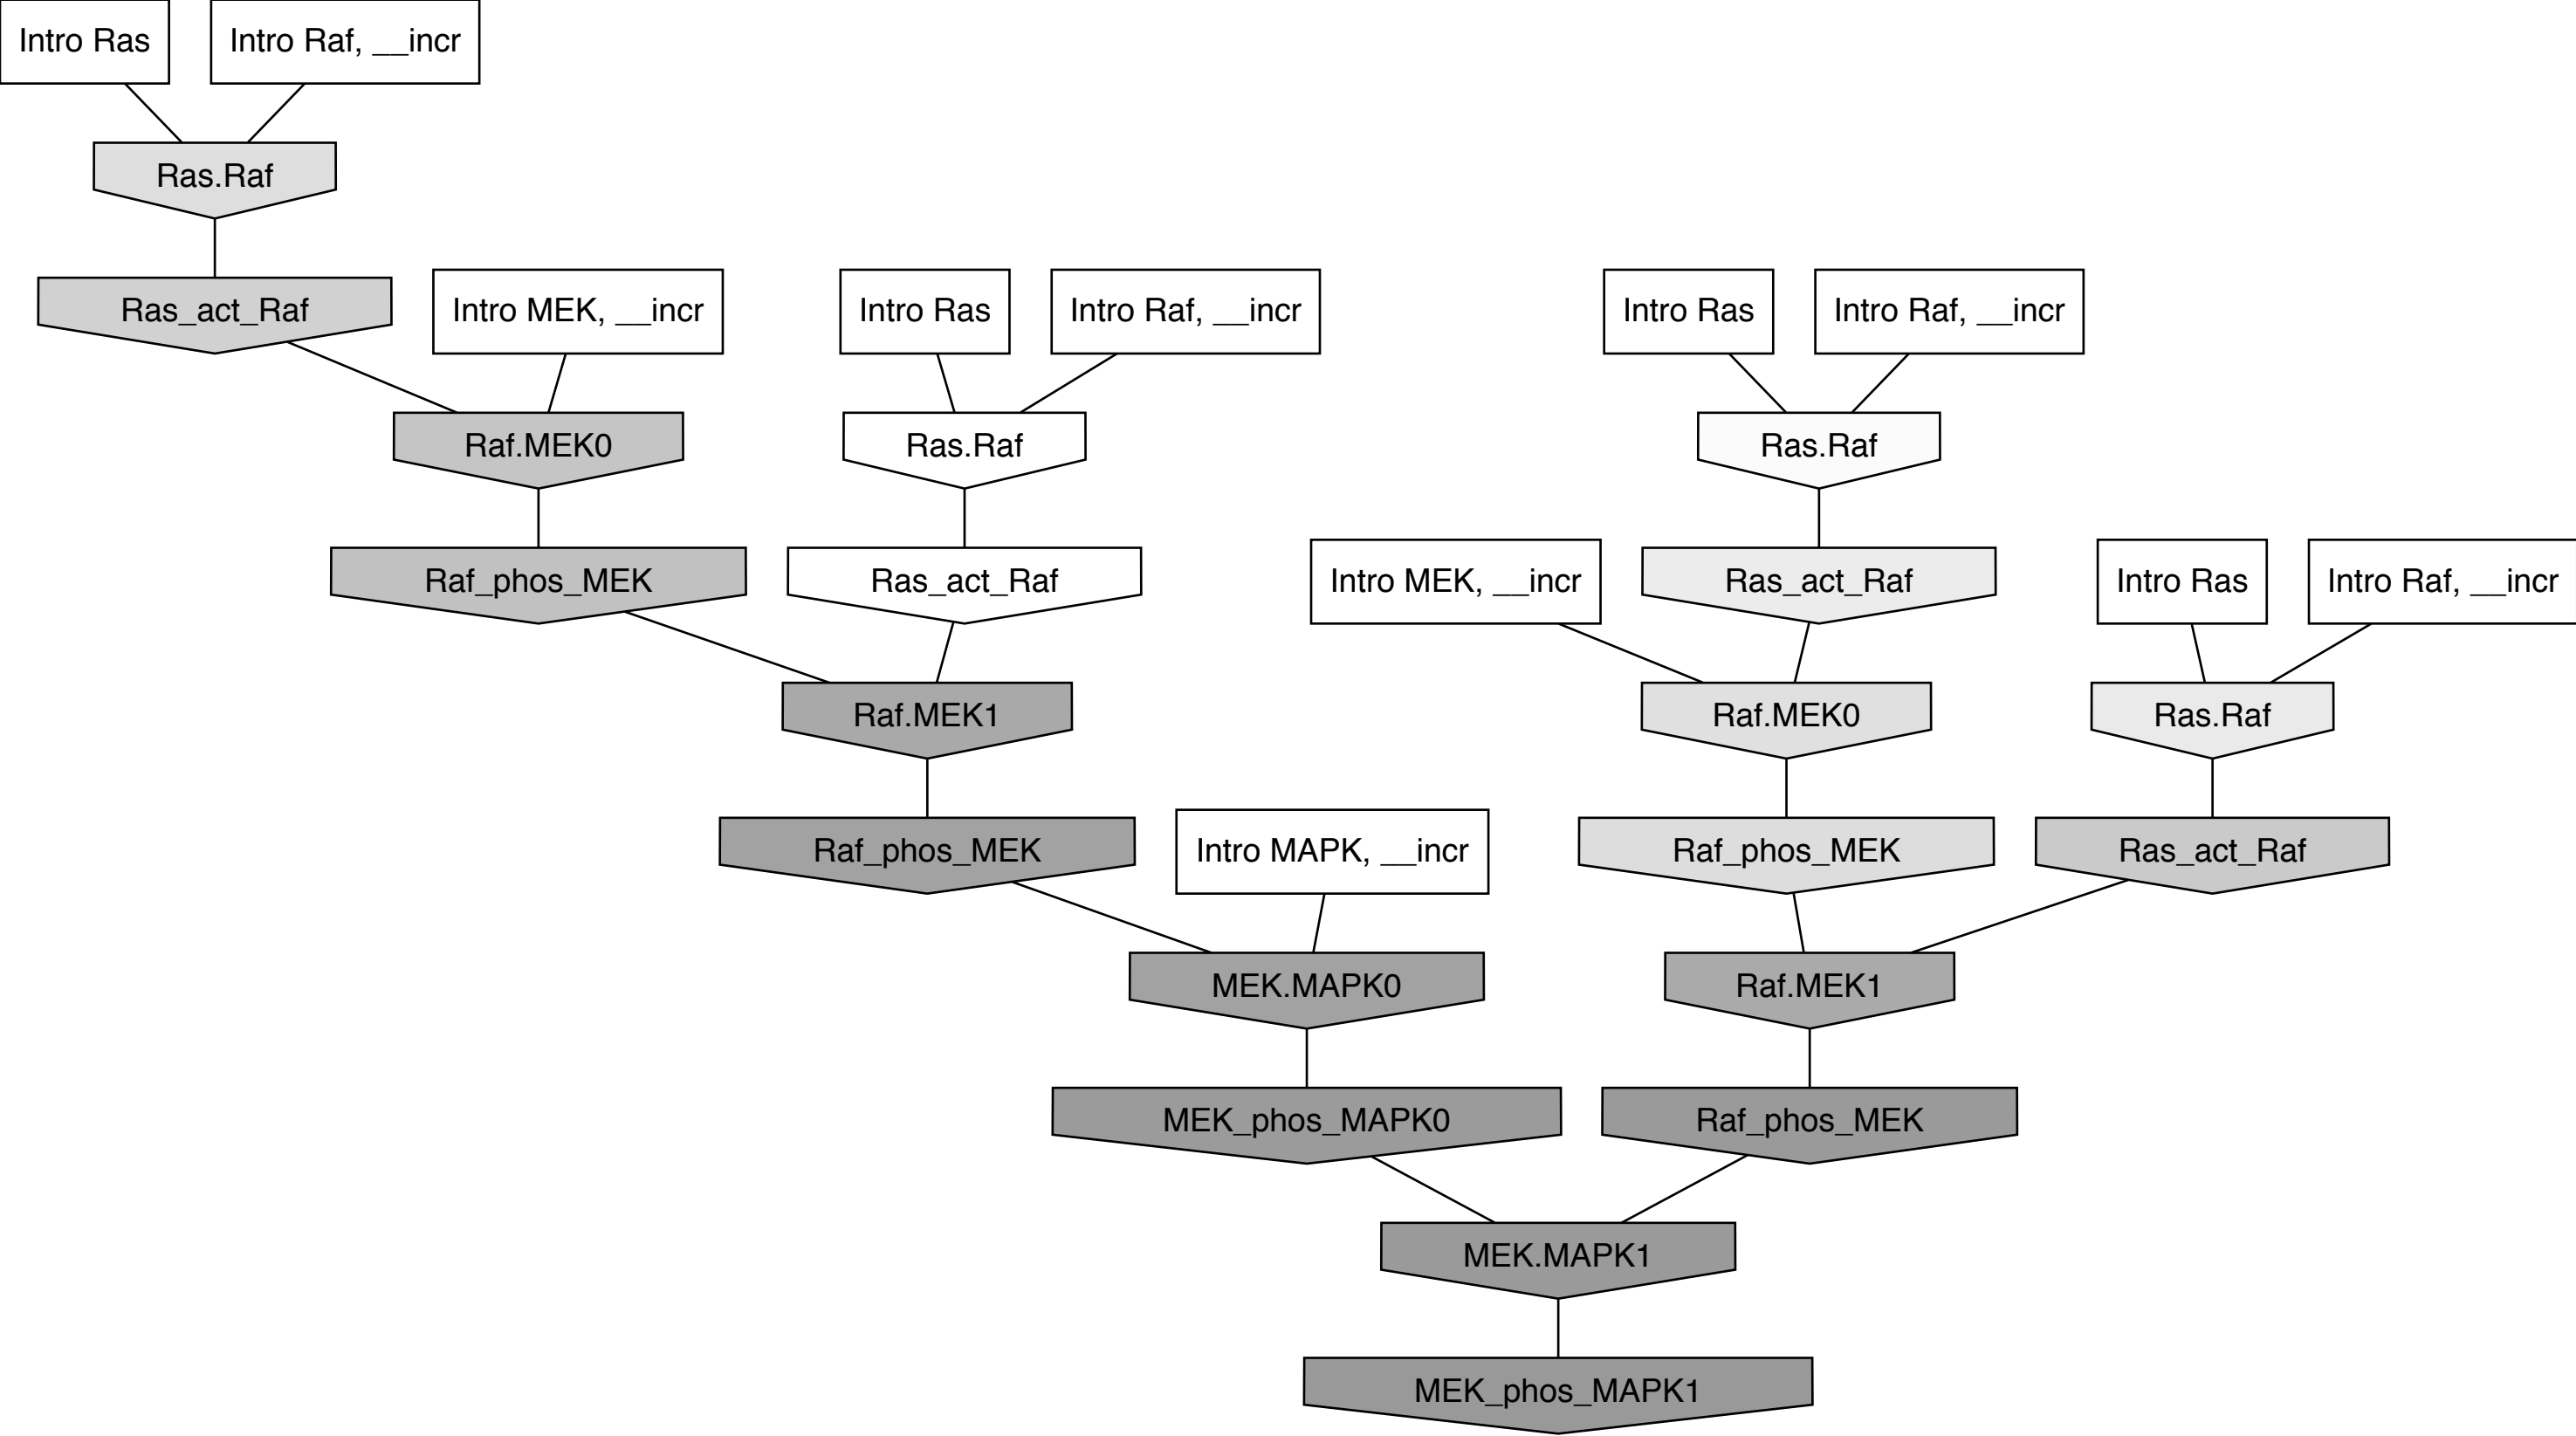 Intro Ras
Intro Raf, __incr
Ras.Raf
Ras_act_Raf
Intro MEK, __incr
Intro Ras
Intro Raf, __incr
Intro Ras
Intro Raf, __incr
Raf.MEK0
Ras.Raf
Ras.Raf
Raf_phos_MEK
Ras_act_Raf
Intro MEK, __incr
Ras_act_Raf
Intro Ras
Intro Raf, __incr
Raf.MEK1
Raf.MEK0
Ras.Raf
Raf_phos_MEK
Intro MAPK, __incr
Raf_phos_MEK
Ras_act_Raf
MEK.MAPK0
Raf.MEK1
MEK_phos_MAPK0
Raf_phos_MEK
MEK.MAPK1
MEK_phos_MAPK1